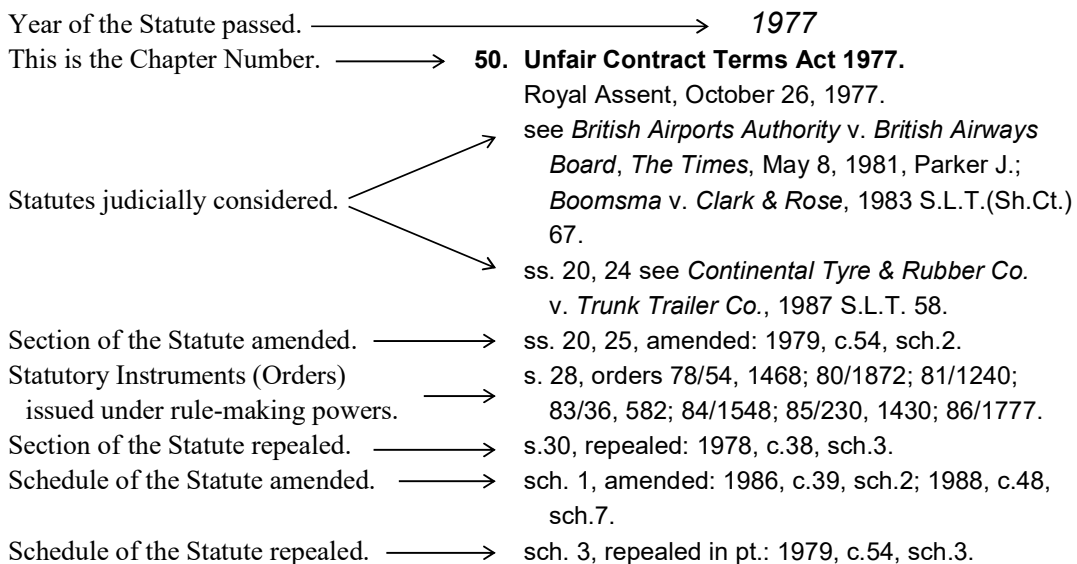 Year of the Statute passed. 1977
This is the Chapter Number. 50. Unfair Contract Terms Act 1977.
Royal Assent, October 26, 1977.
see British Airports Authority v. British Airways
Board, The Times, May 8, 1981, Parker J.;
Statutes judicially considered. Boomsma v. Clark & Rose, 1983 S.L.T.(Sh.Ct.)
67.
ss. 20, 24 see Continental Tyre & Rubber Co.
v. Trunk Trailer Co., 1987 S.L.T. 58.
Section of the Statute amended. ss. 20, 25, amended: 1979, c.54, sch.2.
Statutory Instruments (Orders) s. 28, orders 78/54, 1468; 80/1872; 81/1240;
issued under rule-making powers. 83/36, 582; 84/1548; 85/230, 1430; 86/1777.
Section of the Statute repealed. s.30, repealed: 1978, c.38, sch.3.
Schedule of the Statute amended. sch. 1, amended: 1986, c.39, sch.2; 1988, c.48,
sch.7.
Schedule of the Statute repealed. sch. 3, repealed in pt.: 1979, c.54, sch.3.